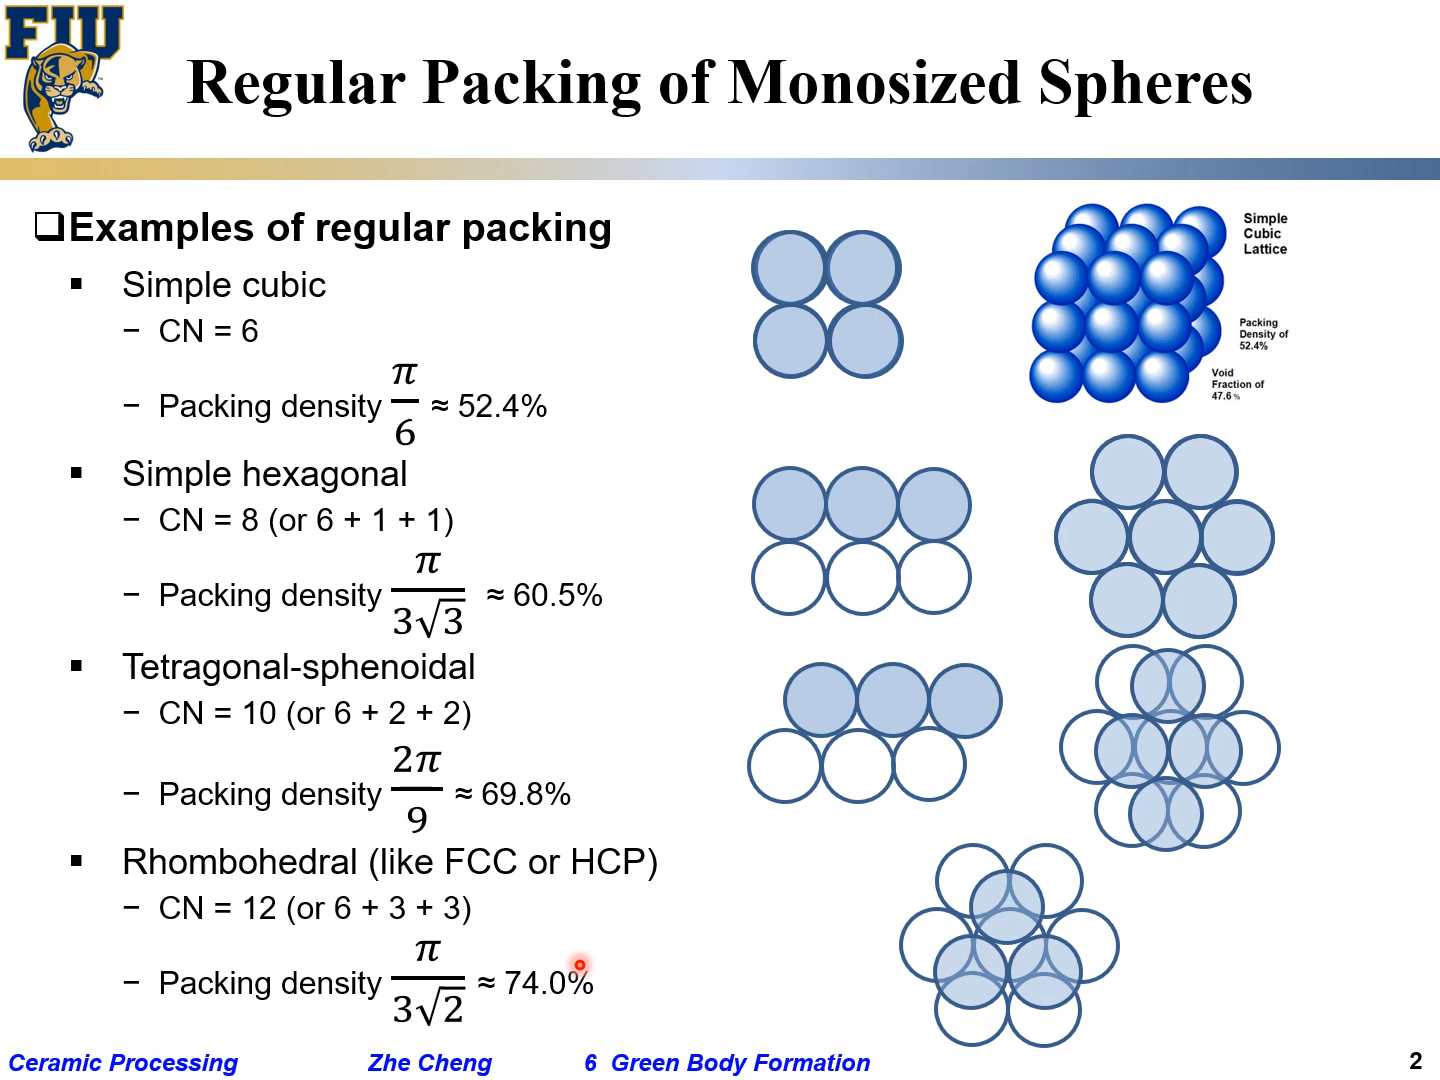 FIU
Regular Packing of Monosized Spheres
❑Examples of regular packing
▪ Simple cubic
− CN = 6
− Packing density π/6 ≈ 52.4%
▪ Simple hexagonal
− CN = 8 (or 6 + 1 + 1)
− Packing density π/(3√3) ≈ 60.5%
▪ Tetragonal-sphenoidal
− CN = 10 (or 6 + 2 + 2)
− Packing density 2π/9 ≈ 69.8%
▪ Rhombohedral (like FCC or HCP)
− CN = 12 (or 6 + 3 + 3)
− Packing density π/(3√2) ≈ 74.0%
Simple
Cubic
Lattice
Packing
Density of
52.4%
Void
Fraction of
47.6 %
Ceramic Processing Zhe Cheng 6 Green Body Formation 2